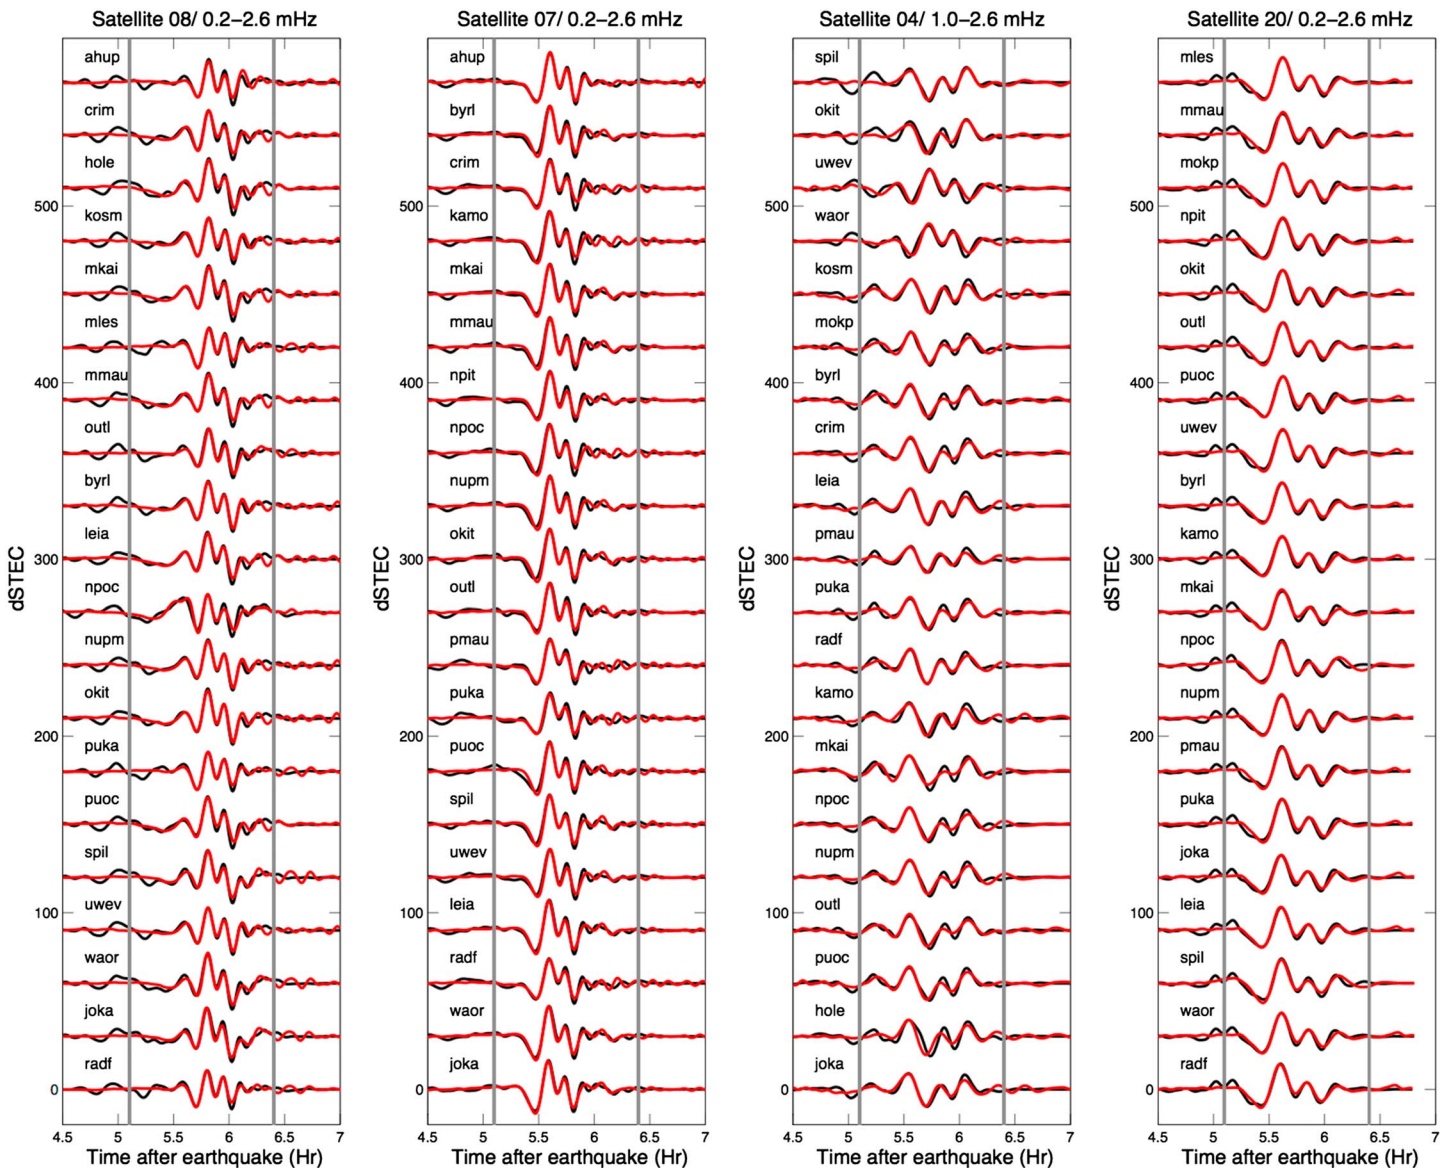 Satellite 08/ 0.2–2.6 mHz
dSTEC
ahup
crim
hole
500
kosm
mkai
mles
400
mmau
outl
byrl
leia
300
npoc
nupm
okit
200
puka
puoc
spil
100
uwev
waor
joka
radf
0
4.5 5 5.5 6 6.5 7
Time after earthquake (Hr)
Satellite 07/ 0.2–2.6 mHz
dSTEC
ahup
byrl
crim
500
kamo
mkai
mmau
400
npit
npoc
nupm
okit
300
outl
pmau
puka
200
puoc
spil
uwev
100
leia
radf
waor
joka
0
4.5 5 5.5 6 6.5 7
Time after earthquake (Hr)
Satellite 04/ 1.0–2.6 mHz
dSTEC
spil
okit
uwev
500
waor
kosm
mokp
400
byrl
crim
leia
pmau
300
puka
radf
kamo
200
mkai
npoc
nupm
100
outl
puoc
hole
joka
0
4.5 5 5.5 6 6.5 7
Time after earthquake (Hr)
Satellite 20/ 0.2–2.6 mHz
dSTEC
mles
mmau
mokp
500
npit
okit
outl
400
puoc
uwev
byrl
kamo
300
mkai
npoc
nupm
200
pmau
puka
joka
100
leia
spil
waor
radf
0
4.5 5 5.5 6 6.5 7
Time after earthquake (Hr)